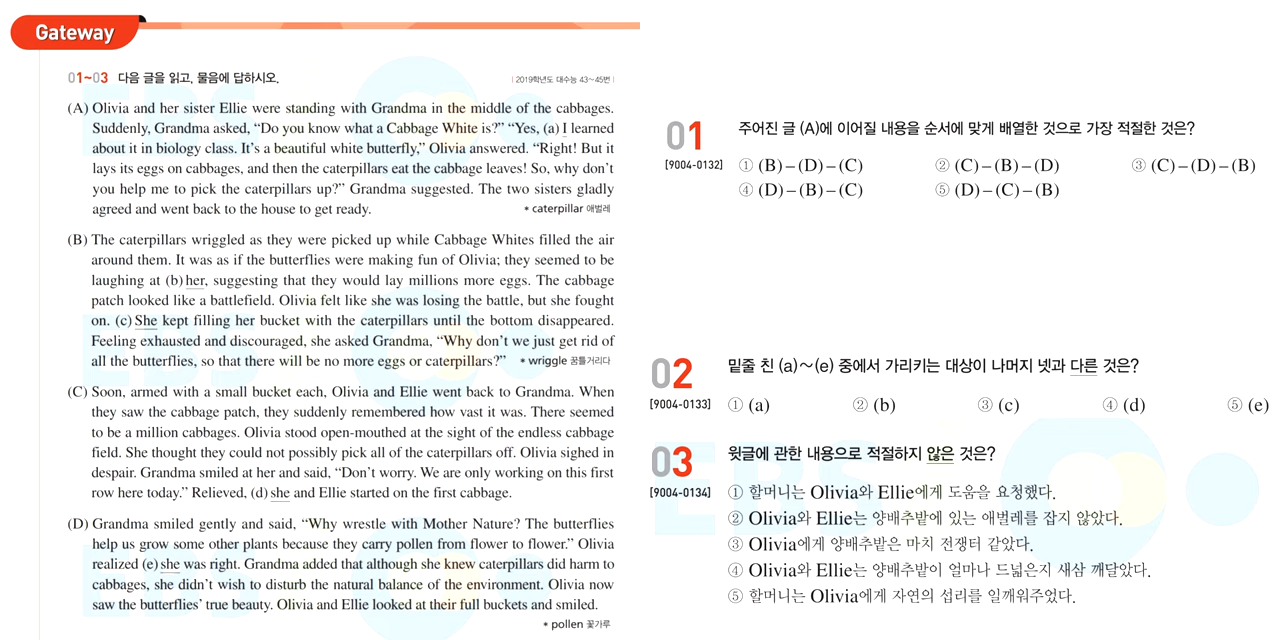 Gateway
01~03 다음 글을 읽고, 물음에 답하시오.
| 2019학년도 대수능 43~45번 |
(A) Olivia and her sister Ellie were standing with Grandma in the middle of the cabbages.
Suddenly, Grandma asked, “Do you know what a Cabbage White is?” “Yes, (a) I learned
about it in biology class. It’s a beautiful white butterfly,” Olivia answered. “Right! But it
lays its eggs on cabbages, and then the caterpillars eat the cabbage leaves! So, why don’t
you help me to pick the caterpillars up?” Grandma suggested. The two sisters gladly
agreed and went back to the house to get ready.
* caterpillar 애벌레
(B) The caterpillars wriggled as they were picked up while Cabbage Whites filled the air
around them. It was as if the butterflies were making fun of Olivia; they seemed to be
laughing at (b) her, suggesting that they would lay millions more eggs. The cabbage
patch looked like a battlefield. Olivia felt like she was losing the battle, but she fought
on. (c) She kept filling her bucket with the caterpillars until the bottom disappeared.
Feeling exhausted and discouraged, she asked Grandma, “Why don’t we just get rid of
all the butterflies, so that there will be no more eggs or caterpillars?”
* wriggle 꿈틀거리다
(C) Soon, armed with a small bucket each, Olivia and Ellie went back to Grandma. When
they saw the cabbage patch, they suddenly remembered how vast it was. There seemed
to be a million cabbages. Olivia stood open-mouthed at the sight of the endless cabbage
field. She thought they could not possibly pick all of the caterpillars off. Olivia sighed in
despair. Grandma smiled at her and said, “Don’t worry. We are only working on this first
row here today.” Relieved, (d) she and Ellie started on the first cabbage.
(D) Grandma smiled gently and said, “Why wrestle with Mother Nature? The butterflies
help us grow some other plants because they carry pollen from flower to flower.” Olivia
realized (e) she was right. Grandma added that although she knew caterpillars did harm to
cabbages, she didn’t wish to disturb the natural balance of the environment. Olivia now
saw the butterflies’ true beauty. Olivia and Ellie looked at their full buckets and smiled.
* pollen 꽃가루
01 주어진 글 (A)에 이어질 내용을 순서에 맞게 배열한 것으로 가장 적절한 것은?
[9004-0132] ① (B)–(D)–(C) ② (C)–(B)–(D) ③ (C)–(D)–(B)
④ (D)–(B)–(C) ⑤ (D)–(C)–(B)
02 밑줄 친 (a)~(e) 중에서 가리키는 대상이 나머지 넷과 다른 것은?
[9004-0133] ① (a) ② (b) ③ (c) ④ (d) ⑤ (e)
03 윗글에 관한 내용으로 적절하지 않은 것은?
[9004-0134] ① 할머니는 Olivia와 Ellie에게 도움을 요청했다.
② Olivia와 Ellie는 양배추밭에 있는 애벌레를 잡지 않았다.
③ Olivia에게 양배추밭은 마치 전쟁터 같았다.
④ Olivia와 Ellie는 양배추밭이 얼마나 드넓은지 새삼 깨달았다.
⑤ 할머니는 Olivia에게 자연의 섭리를 일깨워주었다.
EBS
EBS
EBS
EBS